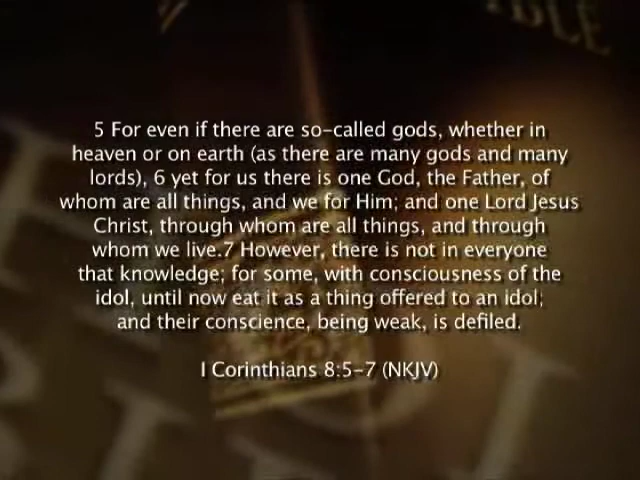 BIBLE
5 For even if there are so-called gods, whether in
heaven or on earth (as there are many gods and many
lords), 6 yet for us there is one God, the Father, of
whom are all things, and we for Him; and one Lord Jesus
Christ, through whom are all things, and through
whom we live.7 However, there is not in everyone
that knowledge; for some, with consciousness of the
idol, until now eat it as a thing offered to an idol;
and their conscience, being weak, is defiled.
I Corinthians 8:5-7 (NKJV)